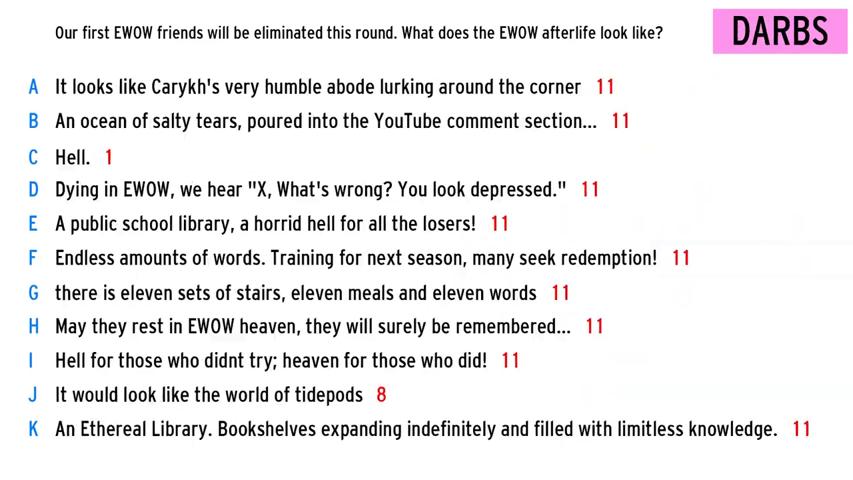 Our first EWOW friends will be eliminated this round. What does the EWOW afterlife look like?
DARBS
A It looks like Carykh's very humble abode lurking around the corner 11
B An ocean of salty tears, poured into the YouTube comment section... 11
C Hell. 1
D Dying in EWOW, we hear "X, What's wrong? You look depressed." 11
E A public school library, a horrid hell for all the losers! 11
F Endless amounts of words. Training for next season, many seek redemption! 11
G there is eleven sets of stairs, eleven meals and eleven words 11
H May they rest in EWOW heaven, they will surely be remembered... 11
I Hell for those who didnt try; heaven for those who did! 11
J It would look like the world of tidepods 8
K An Ethereal Library. Bookshelves expanding indefinitely and filled with limitless knowledge. 11